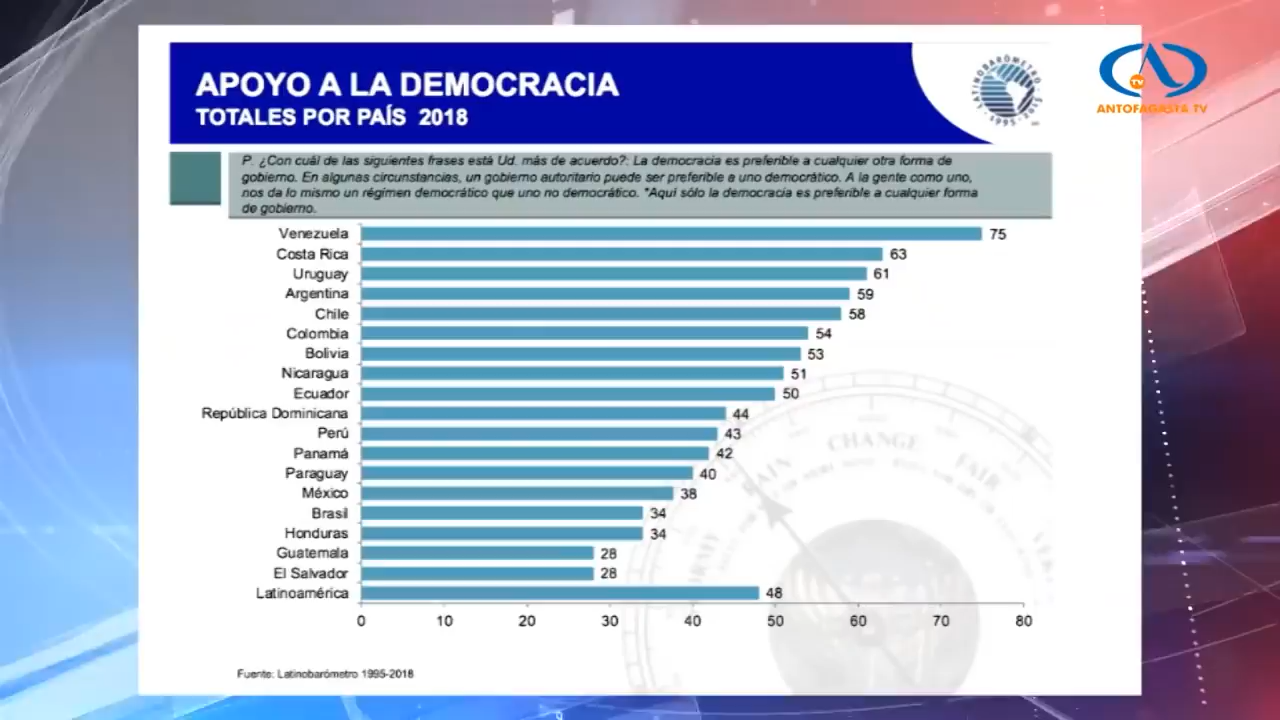 APOYO A LA DEMOCRACIA
TOTALES POR PAÍS 2018
LATINOBARÓMETRO
1995
TV
ANTOFAGASTA TV
P. ¿Con cuál de las siguientes frases está Ud. más de acuerdo?: La democracia es preferible a cualquier otra forma de
gobierno. En algunas circunstancias, un gobierno autoritario puede ser preferible a uno democrático. A la gente como uno,
nos da lo mismo un régimen democrático que uno no democrático. *Aquí sólo la democracia es preferible a cualquier forma
de gobierno.
Venezuela 75
Costa Rica 63
Uruguay 61
Argentina 59
Chile 58
Colombia 54
Bolivia 53
Nicaragua 51
Ecuador 50
República Dominicana 44
Perú 43
Panamá 42
Paraguay 40
México 38
Brasil 34
Honduras 34
Guatemala 28
El Salvador 28
Latinoamérica 48
0 10 20 30 40 50 60 70 80
CHANGE
FAIR
RAIN
Fuente: Latinobarómetro 1995-2018